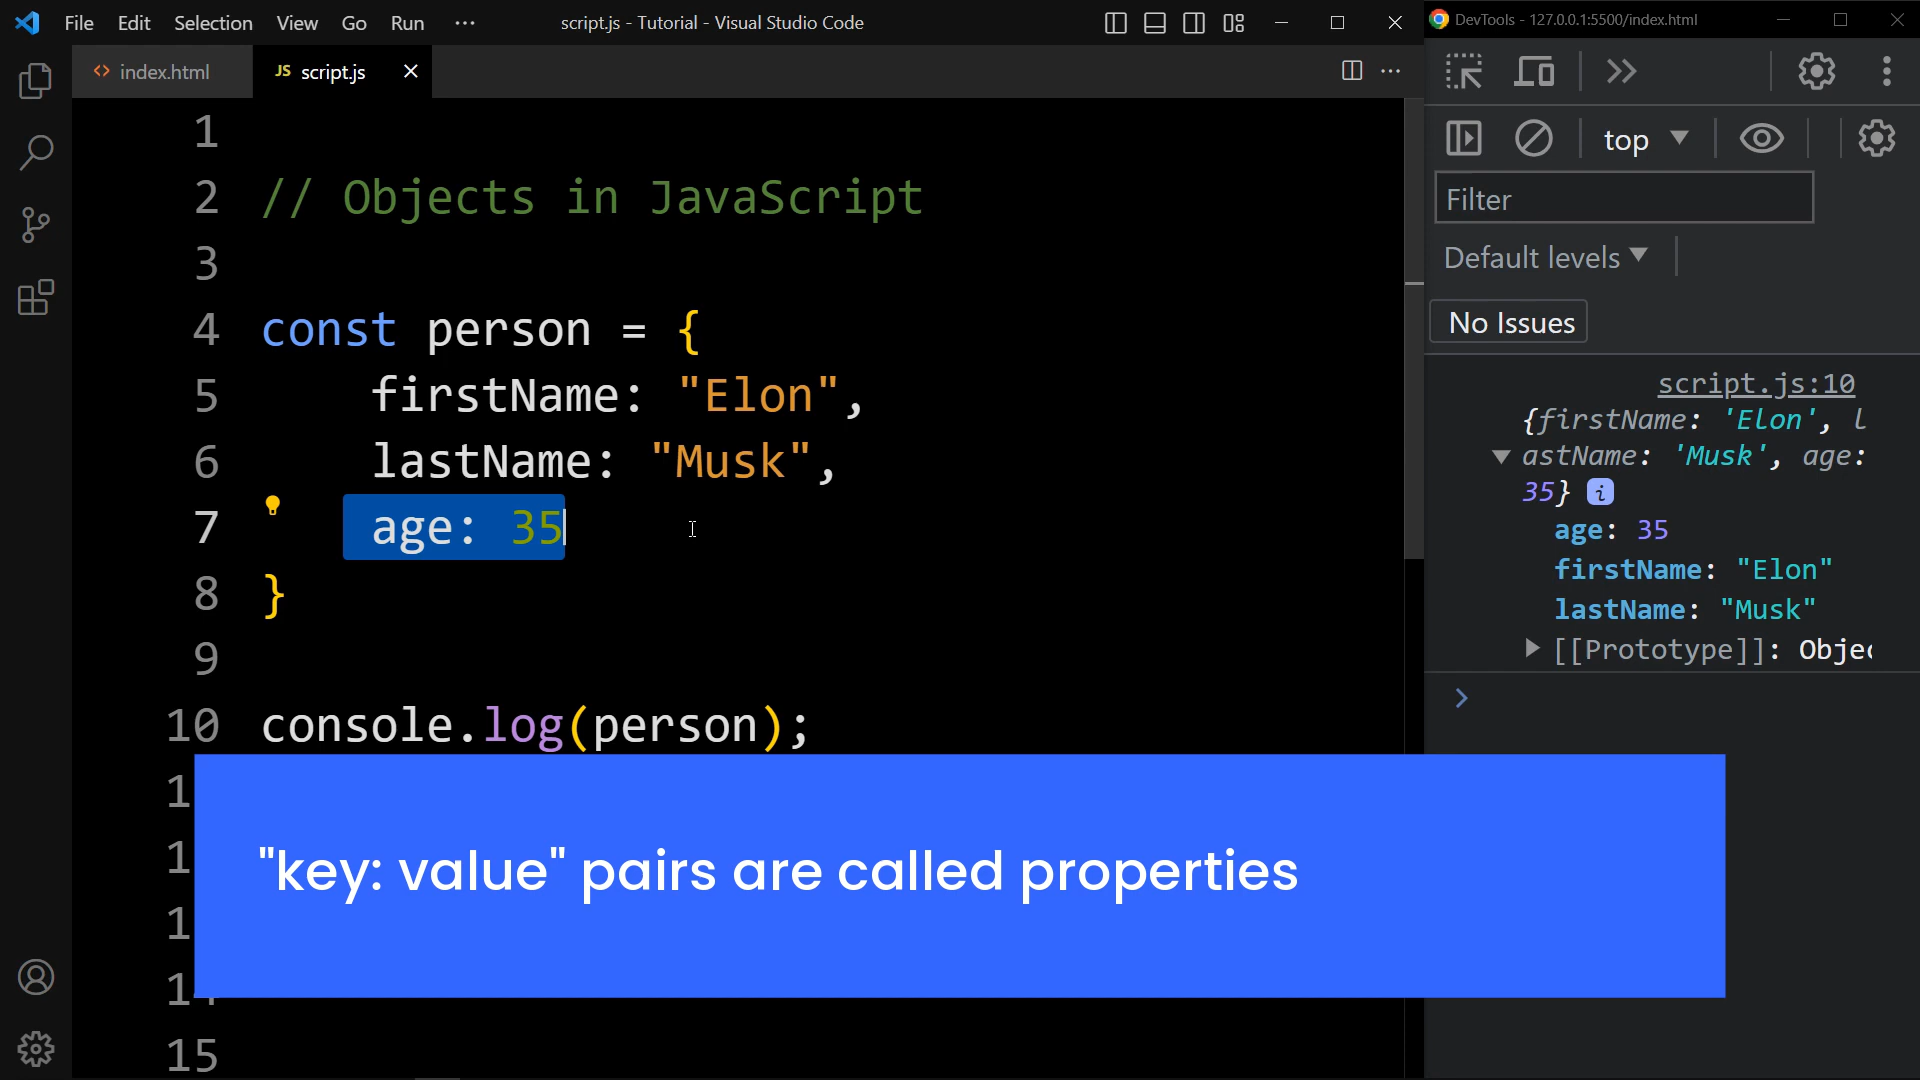 File Edit Selection View Go Run ···
script.js - Tutorial - Visual Studio Code
DevTools - 127.0.0.1:5500/index.html
<> index.html
JS script.js
1
2 // Objects in JavaScript
3
4 const person = {
5 firstName: "Elon",
6 lastName: "Musk",
7 age: 35
8 }
9
10 console.log(person);
1
1
1
15
"key: value" pairs are called properties
top
Filter
Default levels
No Issues
script.js:10
{firstName: 'Elon', l
astName: 'Musk', age:
35} i
age: 35
firstName: "Elon"
lastName: "Musk"
[[Prototype]]: Objec